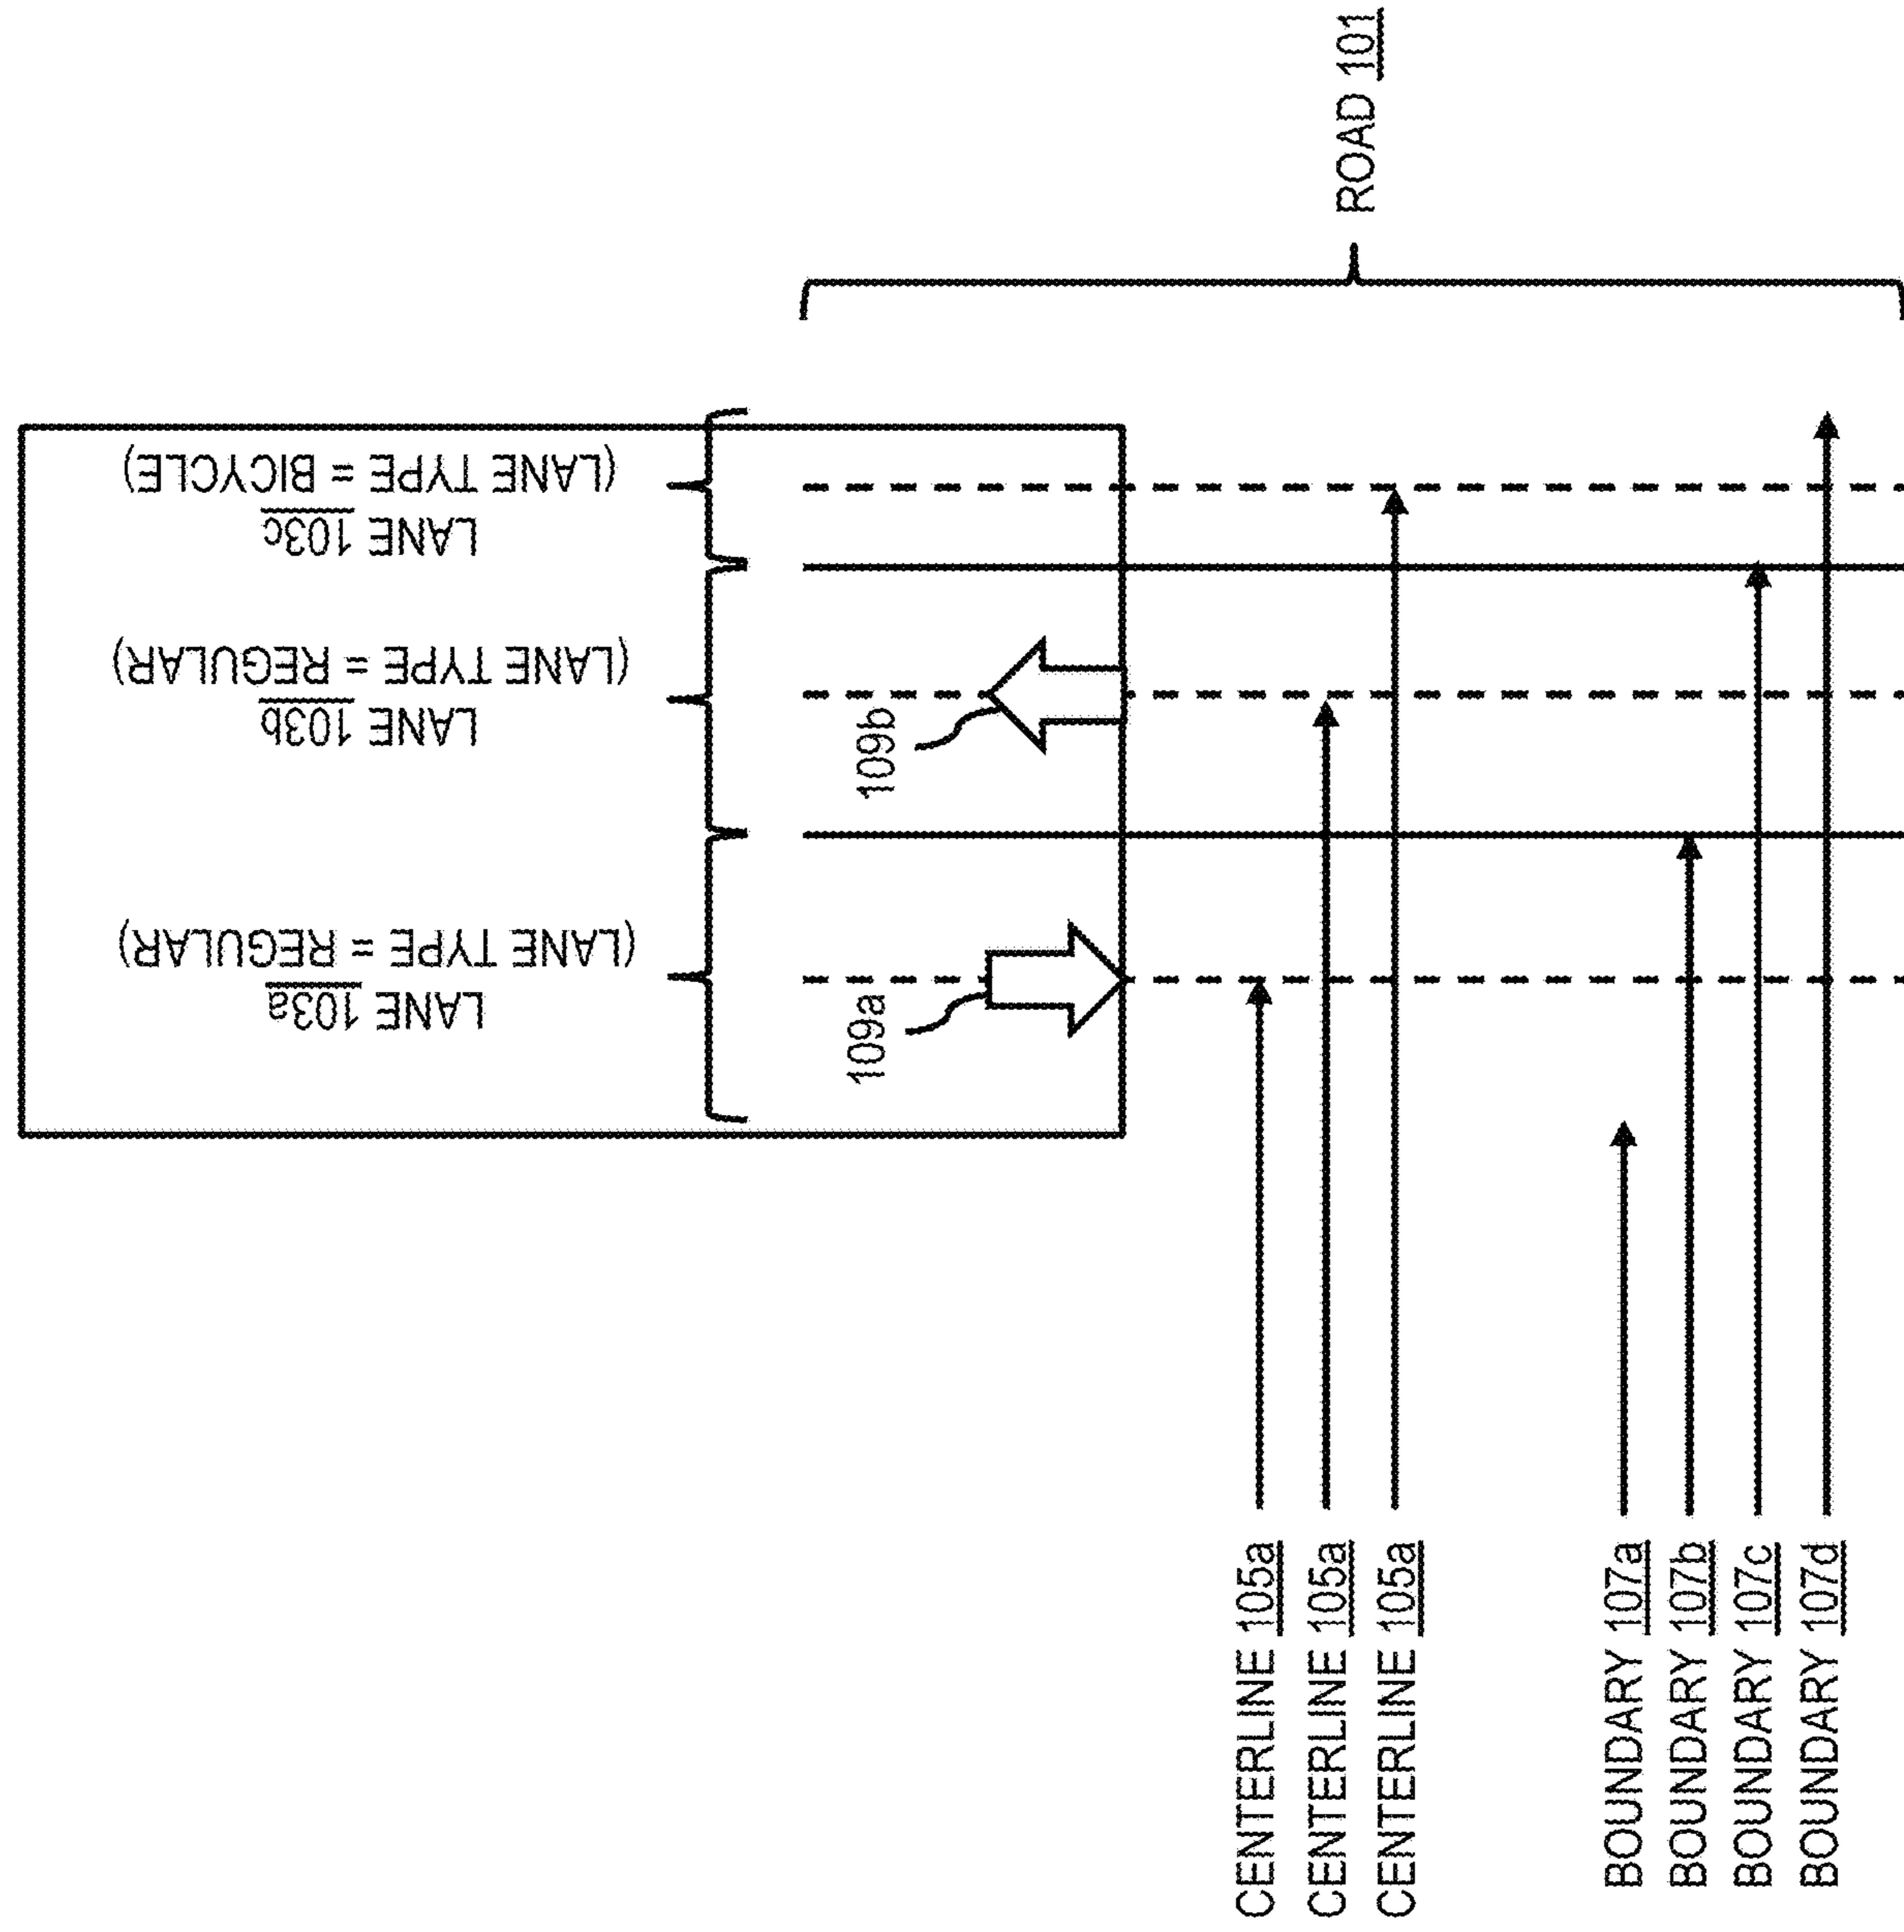 LANE 103a
(LANE TYPE = REGULAR)
LANE 103b
(LANE TYPE = REGULAR)
LANE 103c
(LANE TYPE = BICYCLE)
109a
109b
CENTERLINE 105a
CENTERLINE 105a
CENTERLINE 105a
BOUNDARY 107a
BOUNDARY 107b
BOUNDARY 107c
BOUNDARY 107d
ROAD 101